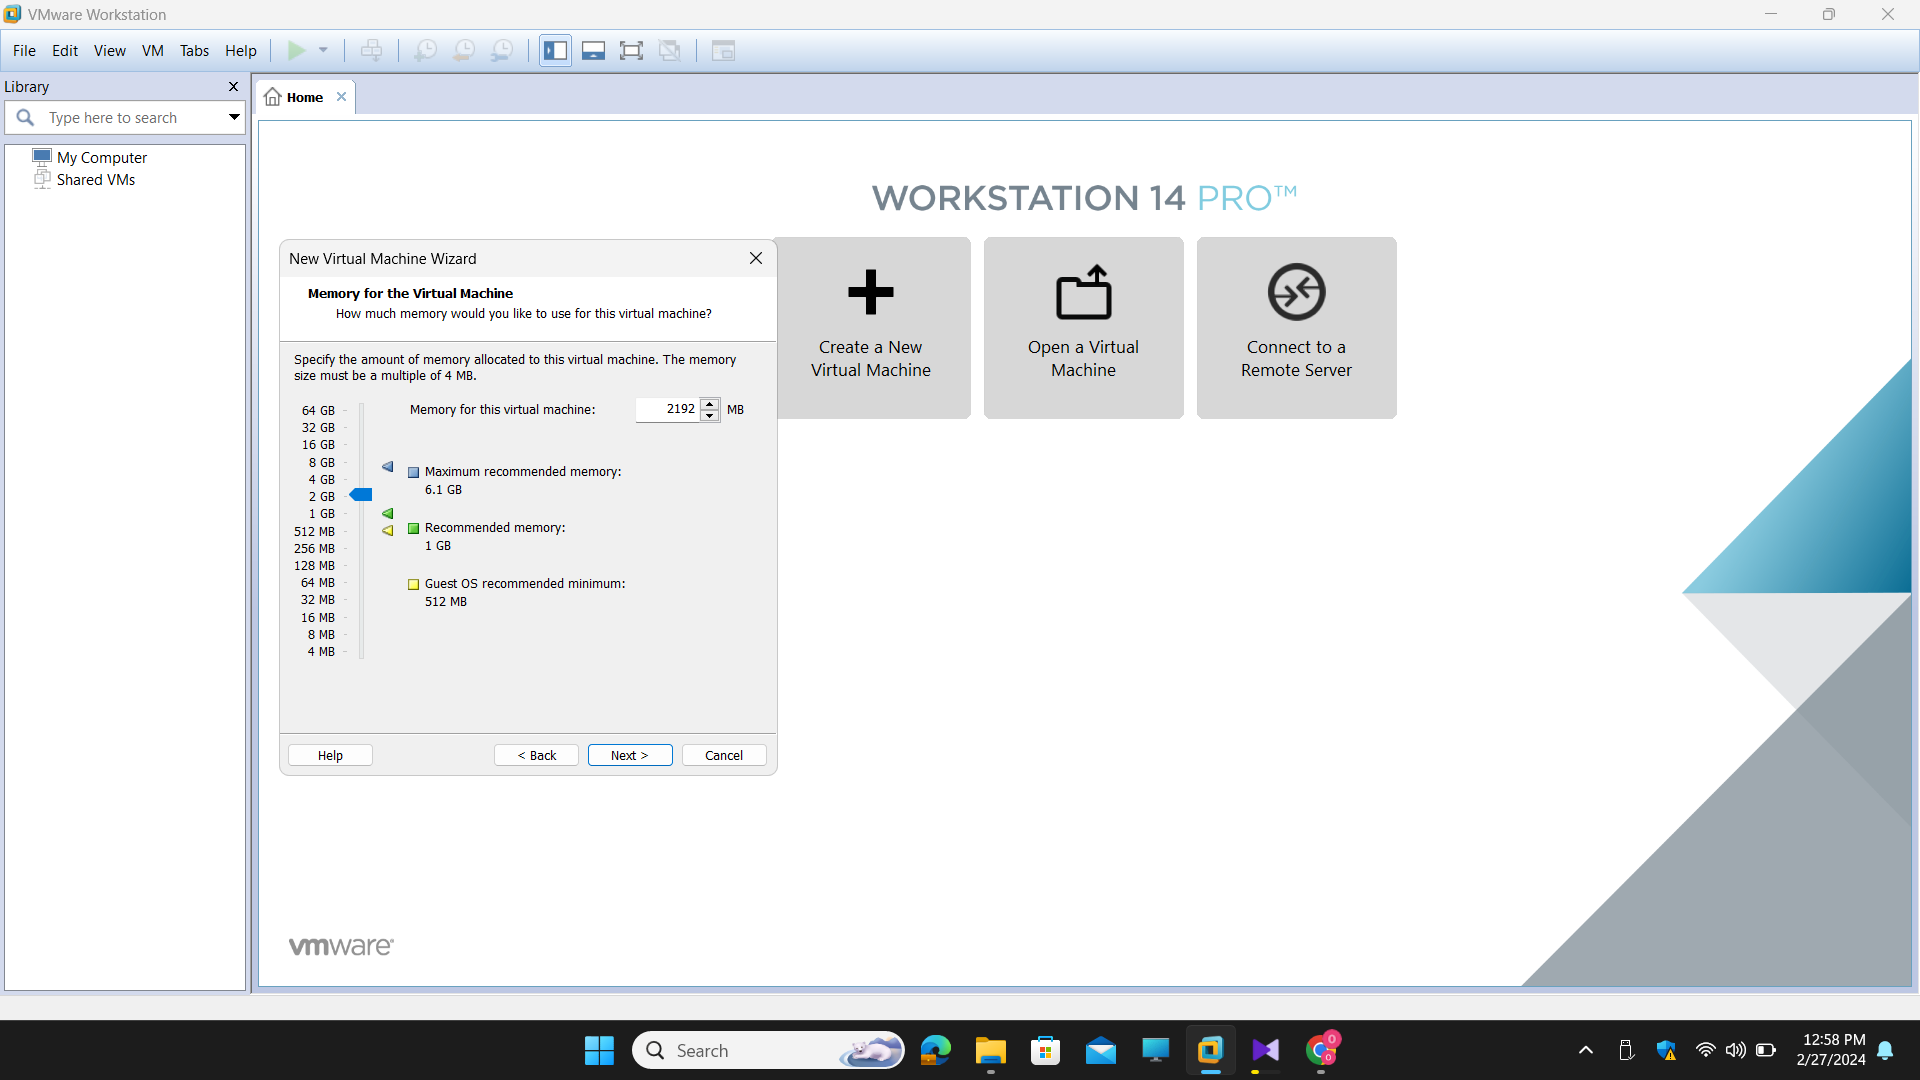 VMware Workstation
File Edit View VM Tabs Help
Library
Type here to search
My Computer
Shared VMs
Home
WORKSTATION 14 PRO™
Create a New
Virtual Machine
Open a Virtual
Machine
Connect to a
Remote Server
New Virtual Machine Wizard
Memory for the Virtual Machine
How much memory would you like to use for this virtual machine?
Specify the amount of memory allocated to this virtual machine. The memory
size must be a multiple of 4 MB.
Memory for this virtual machine: 2192 MB
64 GB
32 GB
16 GB
8 GB
4 GB
2 GB
1 GB
512 MB
256 MB
128 MB
64 MB
32 MB
16 MB
8 MB
4 MB
Maximum recommended memory:
6.1 GB
Recommended memory:
1 GB
Guest OS recommended minimum:
512 MB
Help
< Back
Next >
Cancel
vmware®
Search
0
0
12:58 PM
2/27/2024